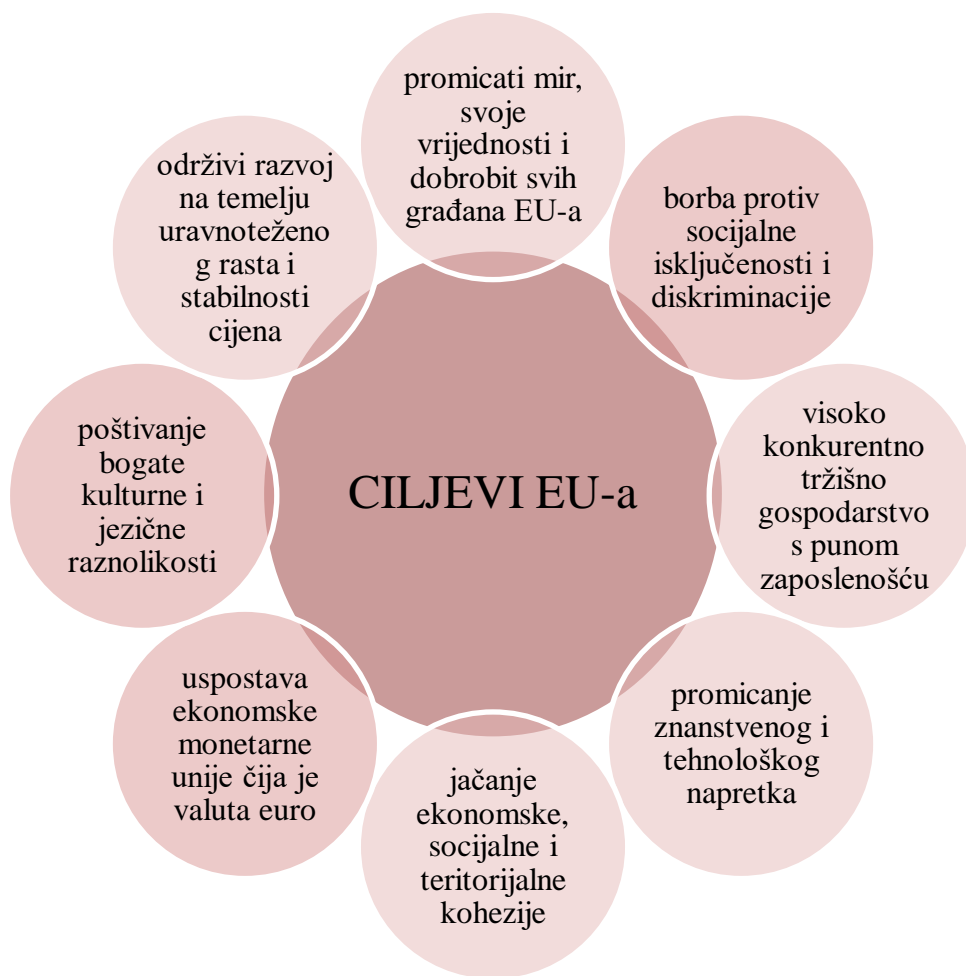 promicati mir,
svoje
vrijednosti i
dobrobit svih
građana EU-a
borba protiv
socijalne
isključenosti i
diskriminacije
visoko
konkurentno
tržišno
gospodarstvo
s punom
zaposlenošću
promicanje
znanstvenog i
tehnološkog
napretka
jačanje
ekonomske,
socijalne i
teritorijalne
kohezije
uspostava
ekonomske
monetarne
unije čija je
valuta euro
poštivanje
bogate
kulturne i
jezične
raznolikosti
održivi razvoj
na temelju
uravnoteženo
g rasta i
stabilnosti
cijena
CILJEVI EU-a